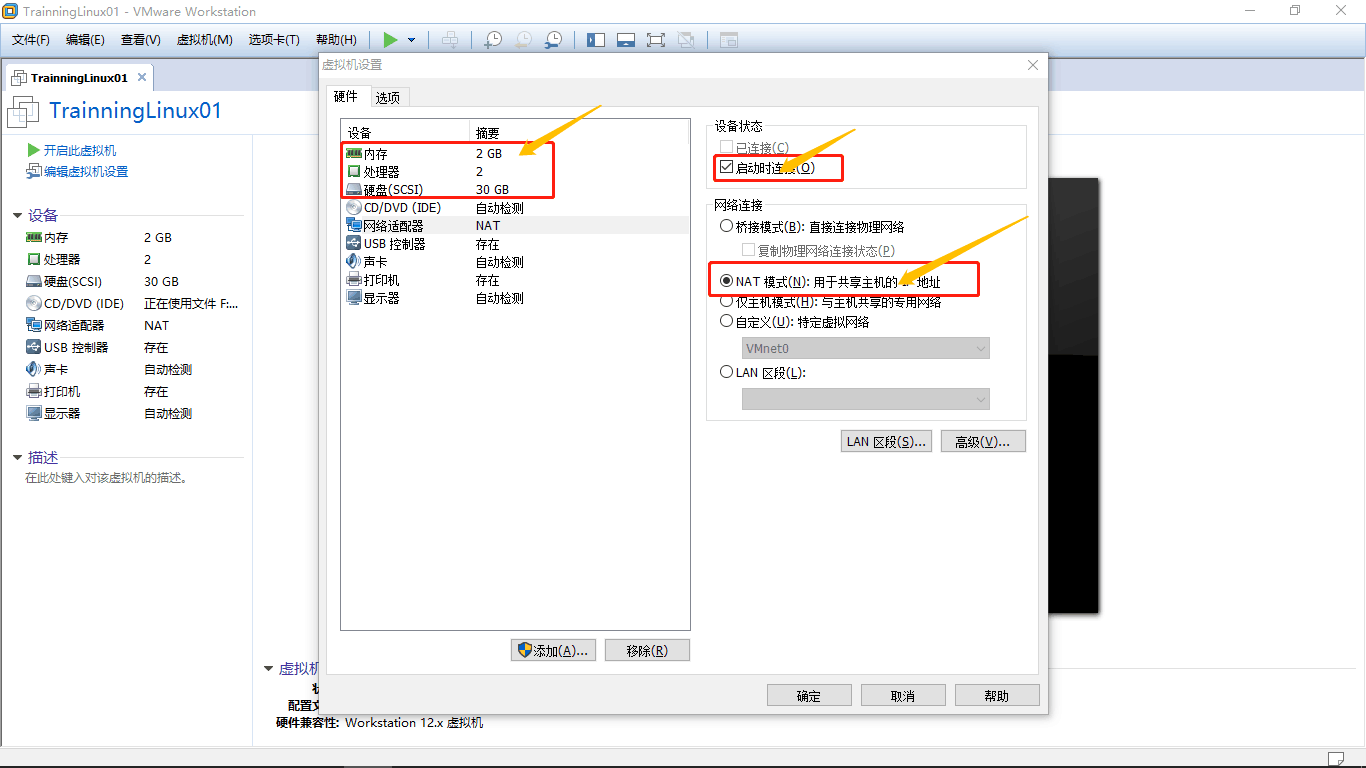 TrainningLinux01 - VMware Workstation
文件(F) 编辑(E) 查看(V) 虚拟机(M) 选项卡(T) 帮助(H)
TrainningLinux01
TrainningLinux01
开启此虚拟机
编辑虚拟机设置
设备
内存 2 GB
处理器 2
硬盘(SCSI) 30 GB
CD/DVD (IDE) 正在使用文件 F:...
网络适配器 NAT
USB 控制器 存在
声卡 自动检测
打印机 存在
显示器 自动检测
描述
在此处键入对该虚拟机的描述。
虚拟机设置
硬件 选项
设备 摘要
内存 2 GB
处理器 2
硬盘(SCSI) 30 GB
CD/DVD (IDE) 自动检测
网络适配器 NAT
USB 控制器 存在
声卡 自动检测
打印机 存在
显示器 自动检测
添加(A)... 移除(R)
设备状态
已连接(C)
启动时连接(O)
网络连接
桥接模式(B): 直接连接物理网络
复制物理网络连接状态(P)
NAT 模式(N): 用于共享主机的 地址
仅主机模式(H): 与主机共享的专用网络
自定义(U): 特定虚拟网络
VMnet0
LAN 区段(L):
LAN 区段(S)... 高级(V)...
确定 取消 帮助
虚拟机
配置文
硬件兼容性: Workstation 12.x 虚拟机